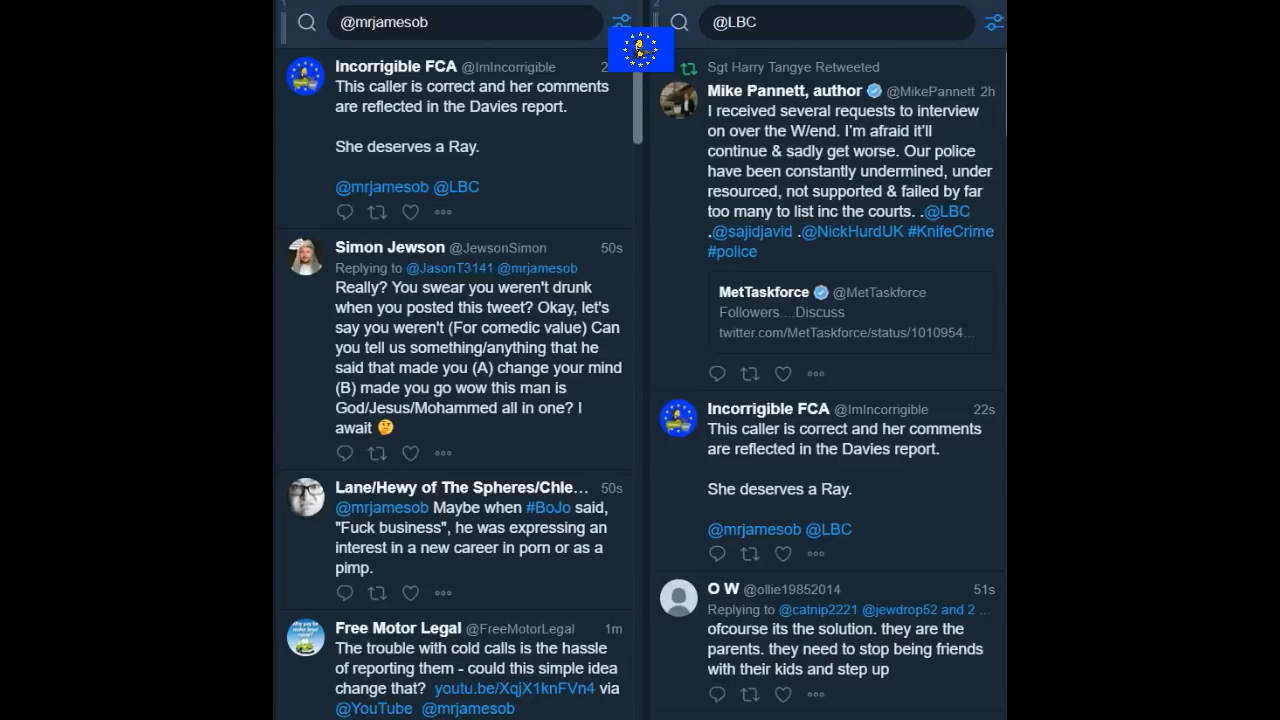 1
@mrjamesob
Incorrigible FCA @ImIncorrigible
This caller is correct and her comments
are reflected in the Davies report.
She deserves a Ray.
@mrjamesob @LBC
Simon Jewson @JewsonSimon 50s
Replying to @JasonT3141 @mrjamesob
Really? You swear you weren't drunk
when you posted this tweet? Okay, let's
say you weren't (For comedic value) Can
you tell us something/anything that he
said that made you (A) change your mind
(B) made you go wow this man is
God/Jesus/Mohammed all in one? I
await 🤔
Lane/Hewy of The Spheres/Chle... 50s
@mrjamesob Maybe when #BoJo said,
"Fuck business", he was expressing an
interest in a new career in porn or as a
pimp.
Free Motor Legal @FreeMotorLegal 1m
The trouble with cold calls is the hassle
of reporting them - could this simple idea
change that? youtu.be/XqjX1knFVn4 via
@YouTube @mrjamesob
2
@LBC
Sgt Harry Tangye Retweeted
Mike Pannett, author @MikePannett 2h
I received several requests to interview
on over the W/end. I'm afraid it'll
continue & sadly get worse. Our police
have been constantly undermined, under
resourced, not supported & failed by far
too many to list inc the courts. .@LBC
.@sajidjavid .@NickHurdUK #KnifeCrime
#police
MetTaskforce @MetTaskforce
Followers....Discuss
twitter.com/MetTaskforce/status/1010954...
Incorrigible FCA @ImIncorrigible 22s
This caller is correct and her comments
are reflected in the Davies report.
She deserves a Ray.
@mrjamesob @LBC
O W @ollie19852014 51s
Replying to @catnip2221 @jewdrop52 and 2 ...
ofcourse its the solution. they are the
parents. they need to stop being friends
with their kids and step up